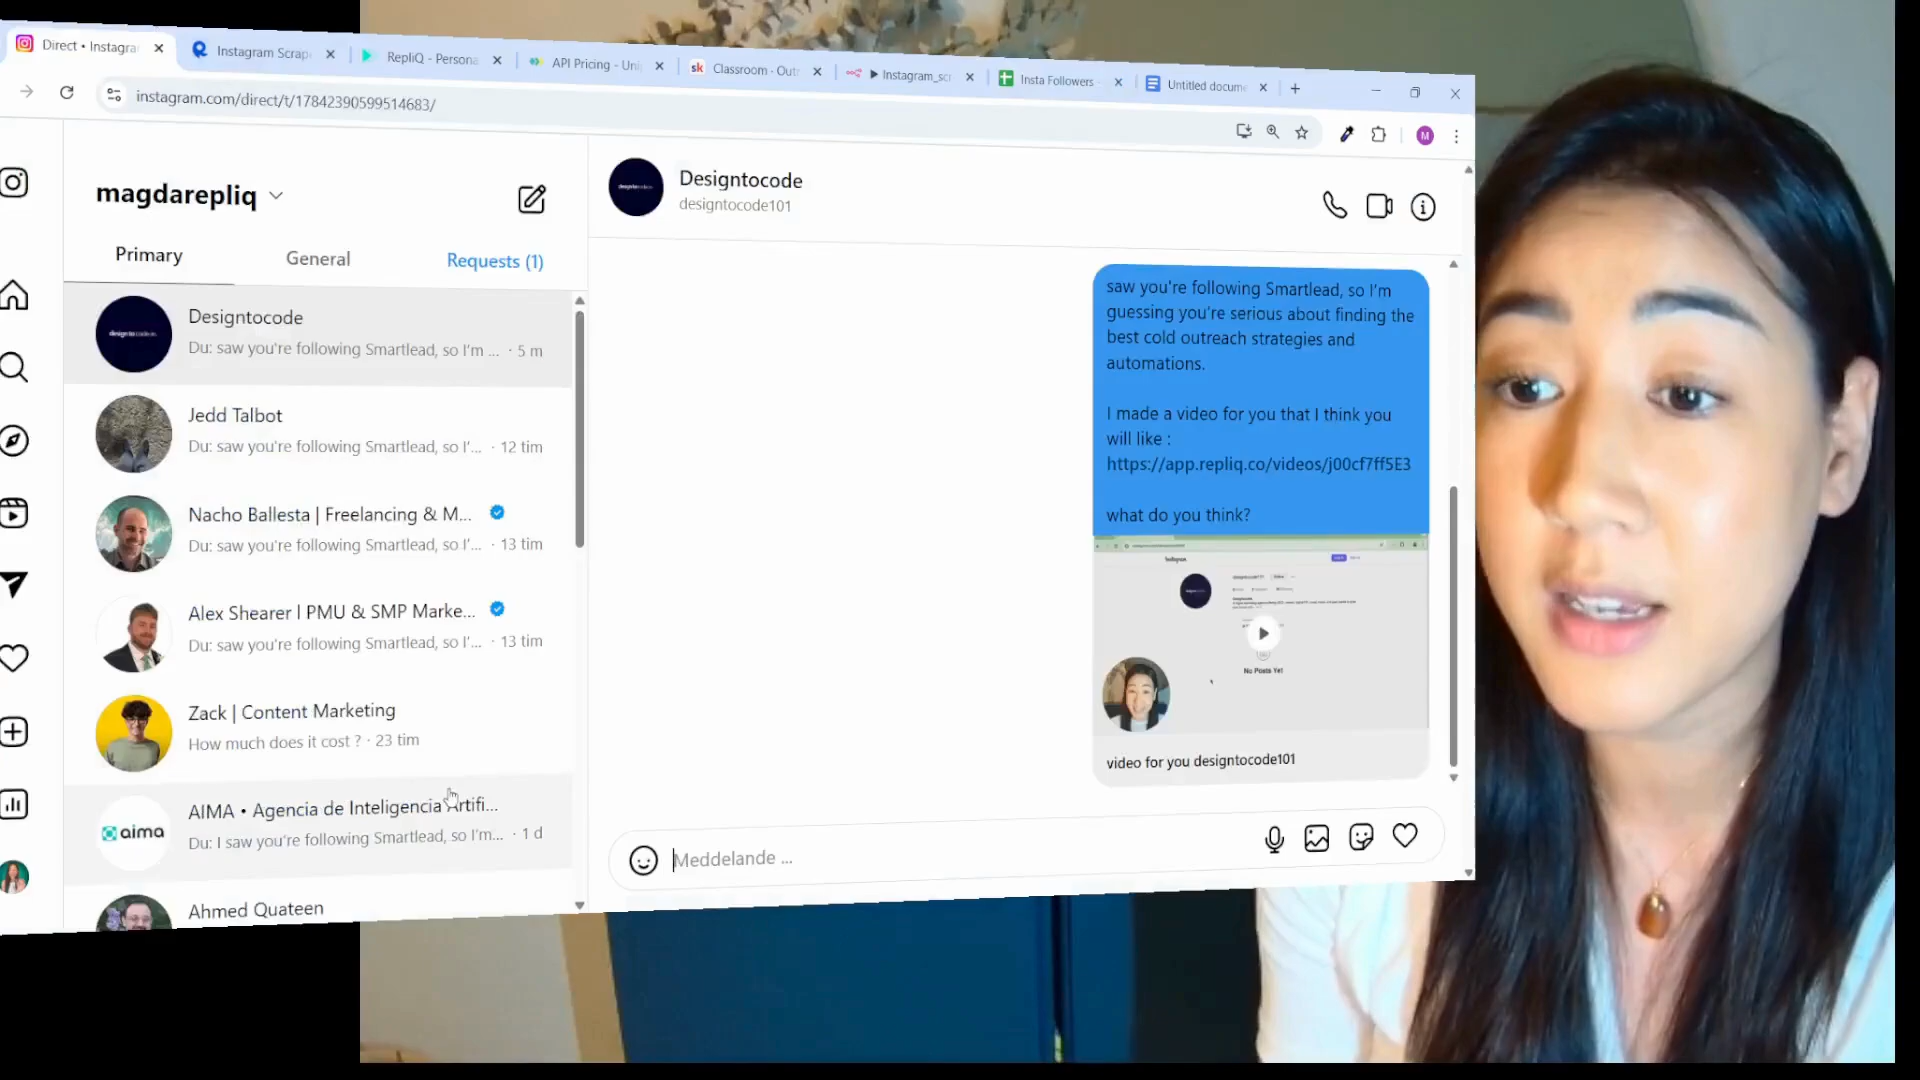 Direct • Instagra
Instagram Scrap
RepliQ - Persona
API Pricing - Uni
Classroom - Out
Instagram_scr
Insta Followers -
Untitled docum
instagram.com/direct/t/17842390599514683/
M
magdarepliq
Primary
General
Requests (1)
Designtocode
Du: saw you're following Smartlead, so I'm ... · 5 m
Jedd Talbot
Du: saw you're following Smartlead, so I'... · 12 tim
Nacho Ballesta | Freelancing & M...
Du: saw you're following Smartlead, so I'... · 13 tim
Alex Shearer l PMU & SMP Marke...
Du: saw you're following Smartlead, so I'... · 13 tim
Zack | Content Marketing
How much does it cost ? · 23 tim
AIMA • Agencia de Inteligencia Artifi...
aima
Du: I saw you're following Smartlead, so I'm... · 1 d
Ahmed Quateen
Designtocode
designtocode101
saw you're following Smartlead, so I'm
guessing you're serious about finding the
best cold outreach strategies and
automations.
I made a video for you that I think you
will like :
https://app.repliq.co/videos/j00cf7ff5E3
what do you think?
No Posts Yet
video for you designtocode101
Meddelande ...